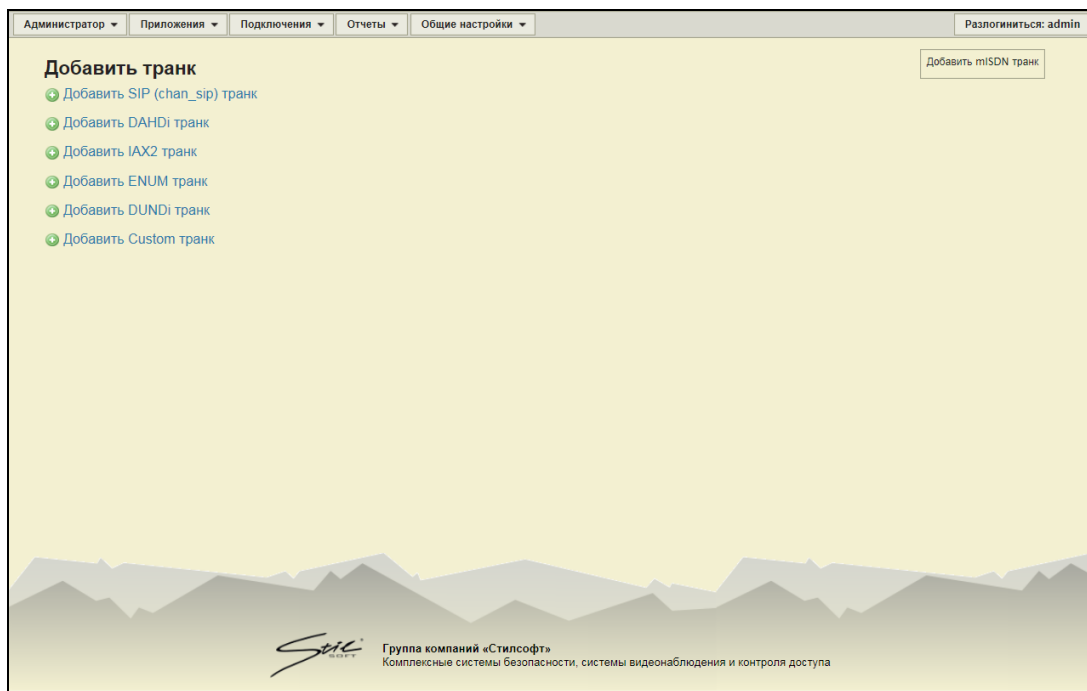 Администратор Приложения Подключения Отчеты Общие настройки Разлогиниться: admin
Добавить mISDN транк
Добавить транк
Добавить SIP (chan_sip) транк
Добавить DAHDi транк
Добавить IAX2 транк
Добавить ENUM транк
Добавить DUNDi транк
Добавить Custom транк
Stil
SOFT
Группа компаний «Стилсофт»
Комплексные системы безопасности, системы видеонаблюдения и контроля доступа